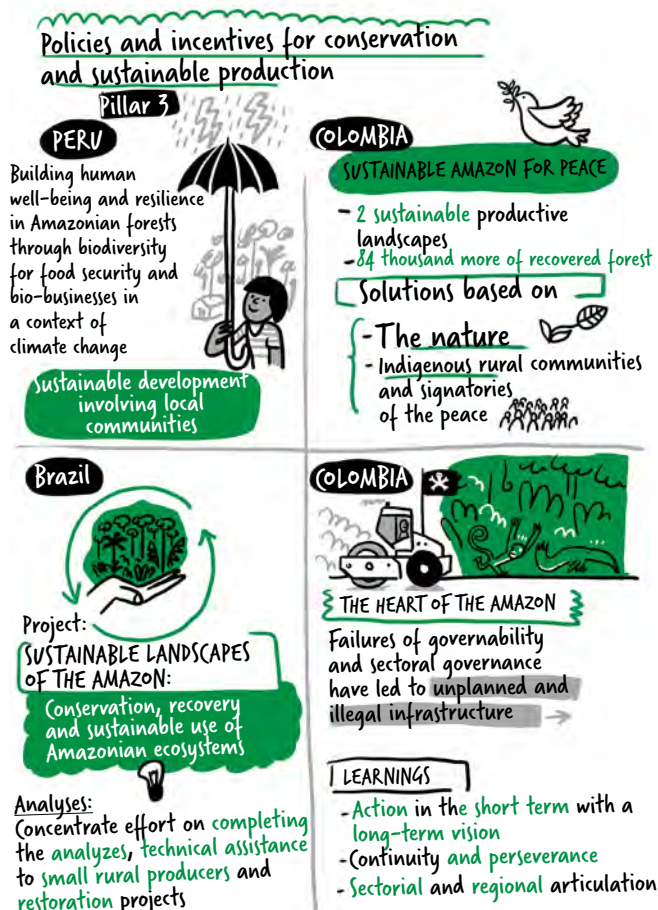 Policies and incentives for conservation
and sustainable production
Pillar 3
PERU
Building human
well-being and resilience
in Amazonian forests
through biodiversity
for food security and
bio-businesses in
a context of
climate change
Sustainable development
involving local
communities
COLOMBIA
SUSTAINABLE AMAZON FOR PEACE
- 2 sustainable productive
landscapes
- 84 thousand more of recovered forest
Solutions based on
- The nature
- Indigenous rural communities
and signatories
of the peace
Brazil
Project:
SUSTAINABLE LANDSCAPES
OF THE AMAZON:
Conservation, recovery
and sustainable use of
Amazonian ecosystems
Analyses:
Concentrate effort on completing
the analyzes, technical assistance
to small rural producers and
restoration projects
COLOMBIA
THE HEART OF THE AMAZON
Failures of governability
and sectoral governance
have led to unplanned and
illegal infrastructure
LEARNINGS
- Action in the short term with a
long-term vision
- Continuity and perseverance
- Sectorial and regional articulation